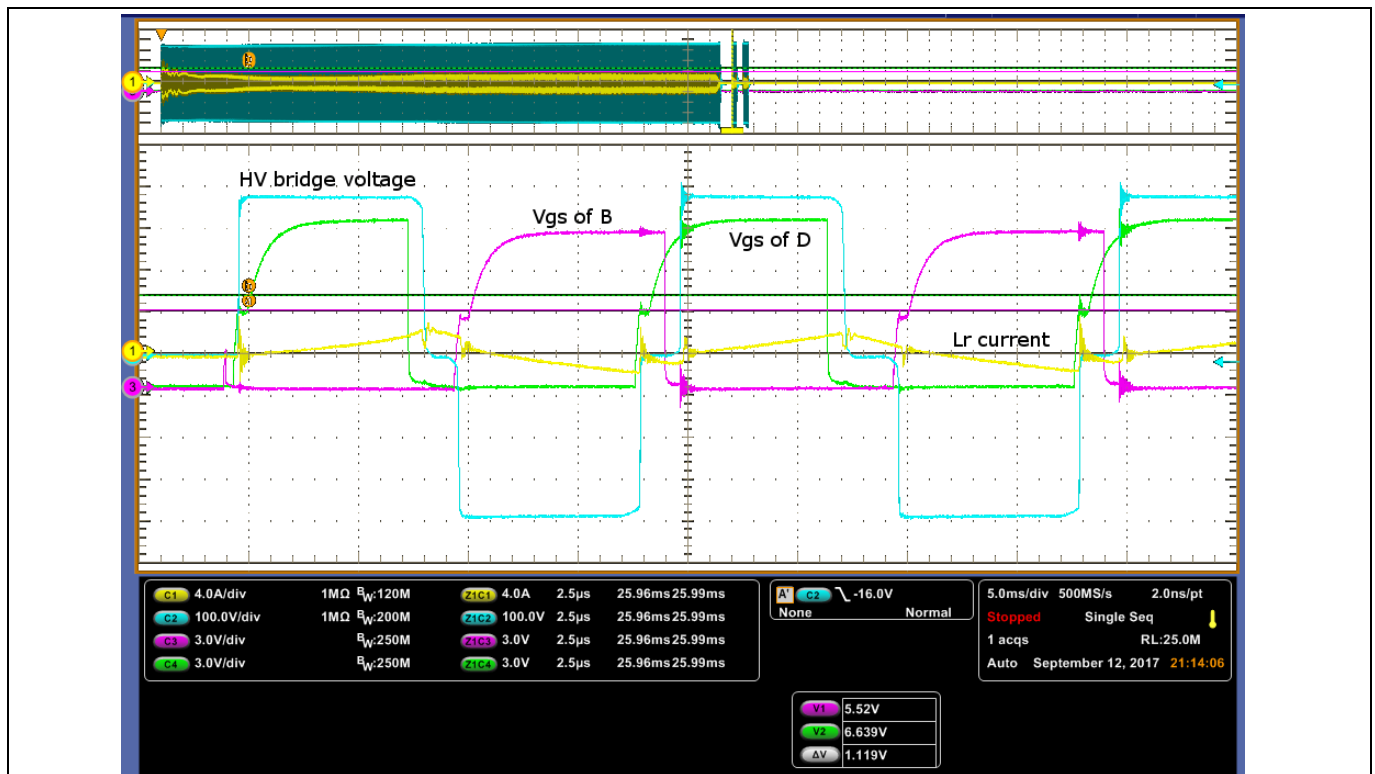 1
HV bridge voltage
Vgs of B
Vgs of D
Lr current
1
3
C1 4.0A/div 1MΩ BW:120M Z1C1 4.0A 2.5µs 25.96ms 25.99ms
C2 100.0V/div 1MΩ BW:200M Z1C2 100.0V 2.5µs 25.96ms 25.99ms
C3 3.0V/div BW:250M Z1C3 3.0V 2.5µs 25.96ms 25.99ms
C4 3.0V/div BW:250M Z1C4 3.0V 2.5µs 25.96ms 25.99ms
A' C2 -16.0V
None Normal
5.0ms/div 500MS/s 2.0ns/pt
Stopped Single Seq
1 acqs RL:25.0M
Auto September 12, 2017 21:14:06
V1 5.52V
V2 6.639V
ΔV 1.119V